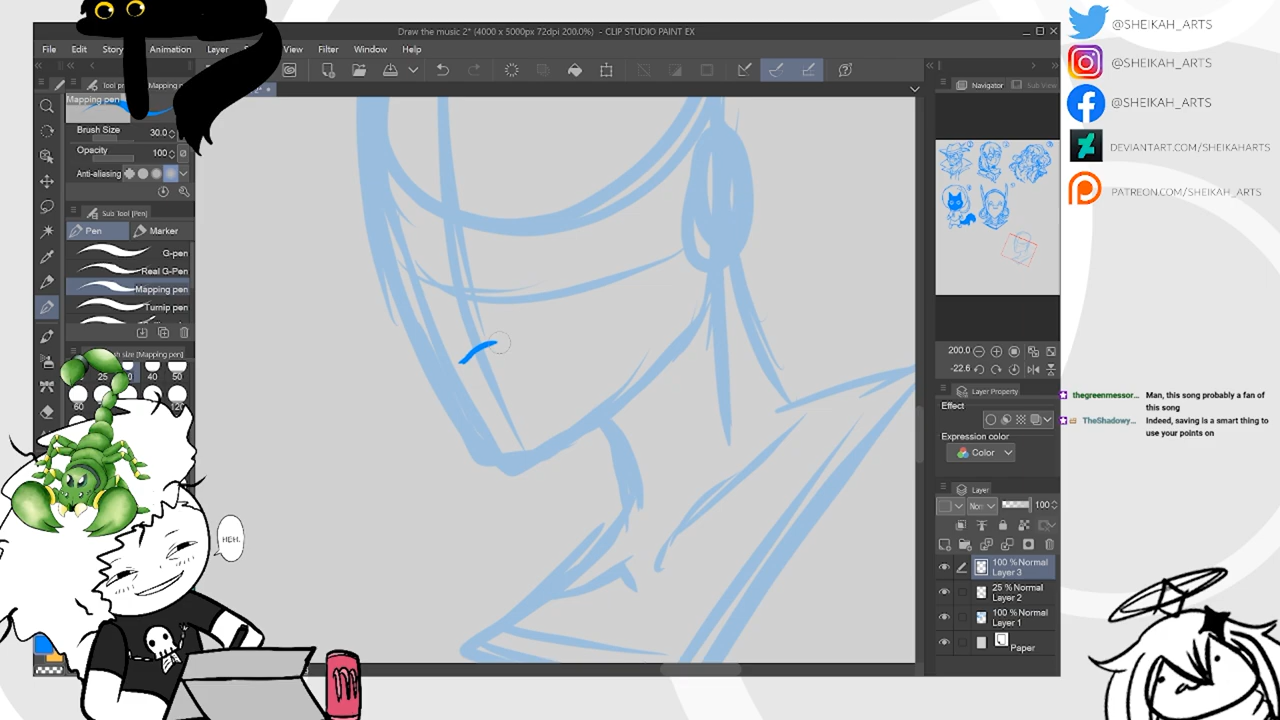 Draw the music 2* (4000 x 5000px 72dpi 200.0%) - CLIP STUDIO PAINT EX
File Edit Story Animation Layer View Filter Window Help
Mapping pen
Brush Size 30.0
Opacity 100
Anti-aliasing
Sub Tool [Pen]
Pen Marker
G-pen
Real G-Pen
Mapping pen
Turnip pen
25 40 50
60
HEH.
Navigator Sub View
200.0
-22.6
Layer Property
Effect
Expression color
Color
Layer
100
100 % Normal
Layer 3
25 % Normal
Layer 2
100 % Normal
Layer 1
Paper
@SHEIKAH_ARTS
@SHEIKAH_ARTS
@SHEIKAH_ARTS
DEVIANTART.COM/SHEIKAHARTS
PATREON.COM/SHEIKAH_ARTS
thegreenmessor... Man, this song probably a fan of
this song
TheShadowy... Indeed, saving is a smart thing to
use your points on